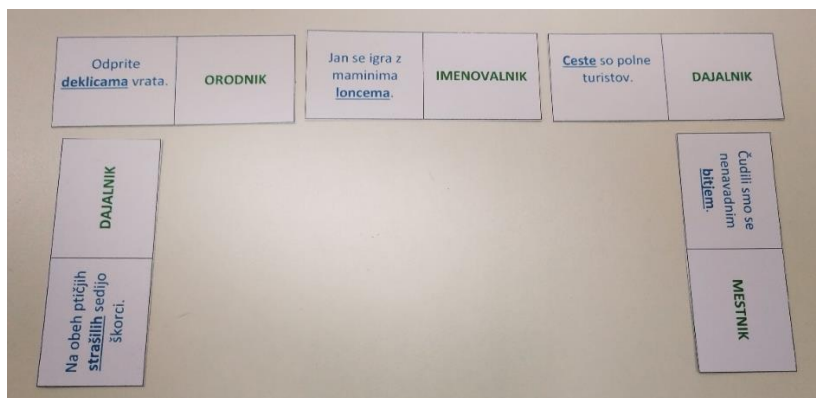 Odprite
deklicama vrata.
ORODNIK
Jan se igra z
maminima
loncema.
IMENOVALNIK
Ceste so polne
turistov.
DAJALNIK
DAJALNIK
Na obeh ptičjih
strašilih sedijo
škorci.
Čudili smo se
nenavadnim
bitjem.
MESTNIK